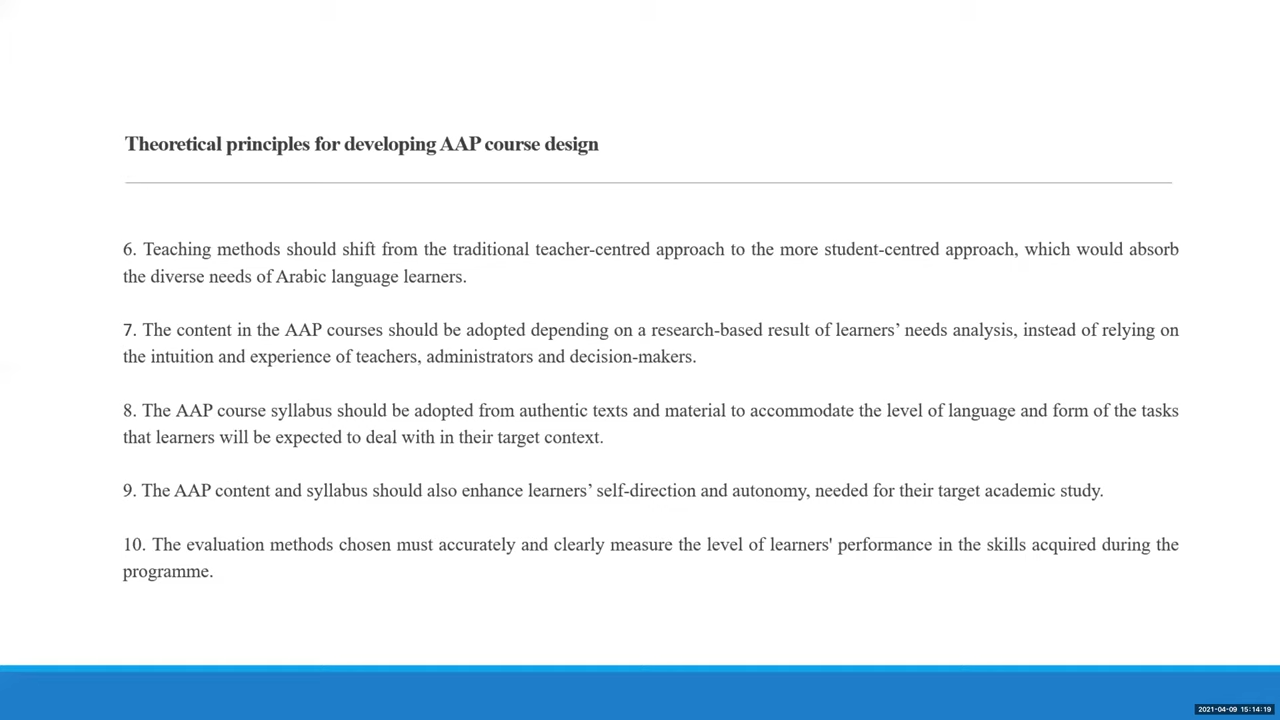 Theoretical principles for developing AAP course design
6. Teaching methods should shift from the traditional teacher-centred approach to the more student-centred approach, which would absorb
the diverse needs of Arabic language learners.
7. The content in the AAP courses should be adopted depending on a research-based result of learners’ needs analysis, instead of relying on
the intuition and experience of teachers, administrators and decision-makers.
8. The AAP course syllabus should be adopted from authentic texts and material to accommodate the level of language and form of the tasks
that learners will be expected to deal with in their target context.
9. The AAP content and syllabus should also enhance learners’ self-direction and autonomy, needed for their target academic study.
10. The evaluation methods chosen must accurately and clearly measure the level of learners' performance in the skills acquired during the
programme.
2021-04-09 15:14:19